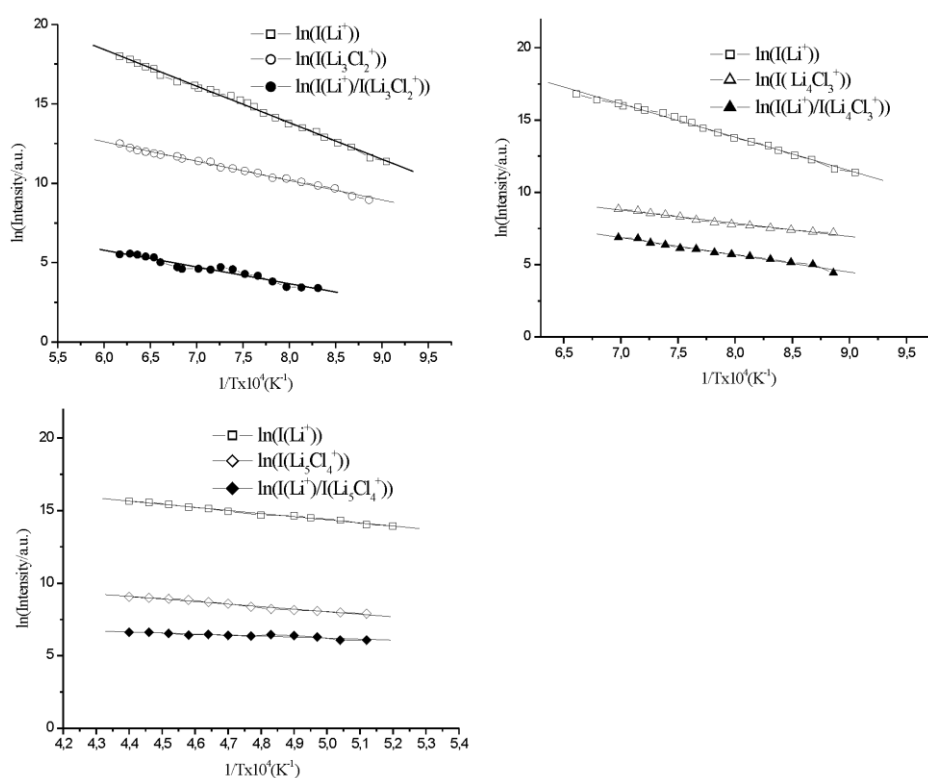 20
15
10
5
0
ln(Intensity/a.u.)
ln(I(Li⁺))
ln(I(Li₃Cl₂⁺))
ln(I(Li⁺)/I(Li₃Cl₂⁺))
5,5 6,0 6,5 7,0 7,5 8,0 8,5 9,0 9,5
1/Tx10⁴(K⁻¹)
20
15
10
5
0
ln(Intensity/a.u.)
ln(I(Li⁺))
ln(I( Li₄Cl₃⁺))
ln(I(Li⁺)/I(Li₄Cl₃⁺)
6,5 7,0 7,5 8,0 8,5 9,0 9,5
1/Tx10⁴(K⁻¹)
20
15
10
5
0
ln(Intensity/a.u.)
ln(I(Li⁺))
ln(I(Li₅Cl₄⁺))
ln(I(Li⁺)/I(Li₅Cl₄⁺))
4,2 4,3 4,4 4,5 4,6 4,7 4,8 4,9 5,0 5,1 5,2 5,3 5,4
1/Tx10⁴(K⁻¹)